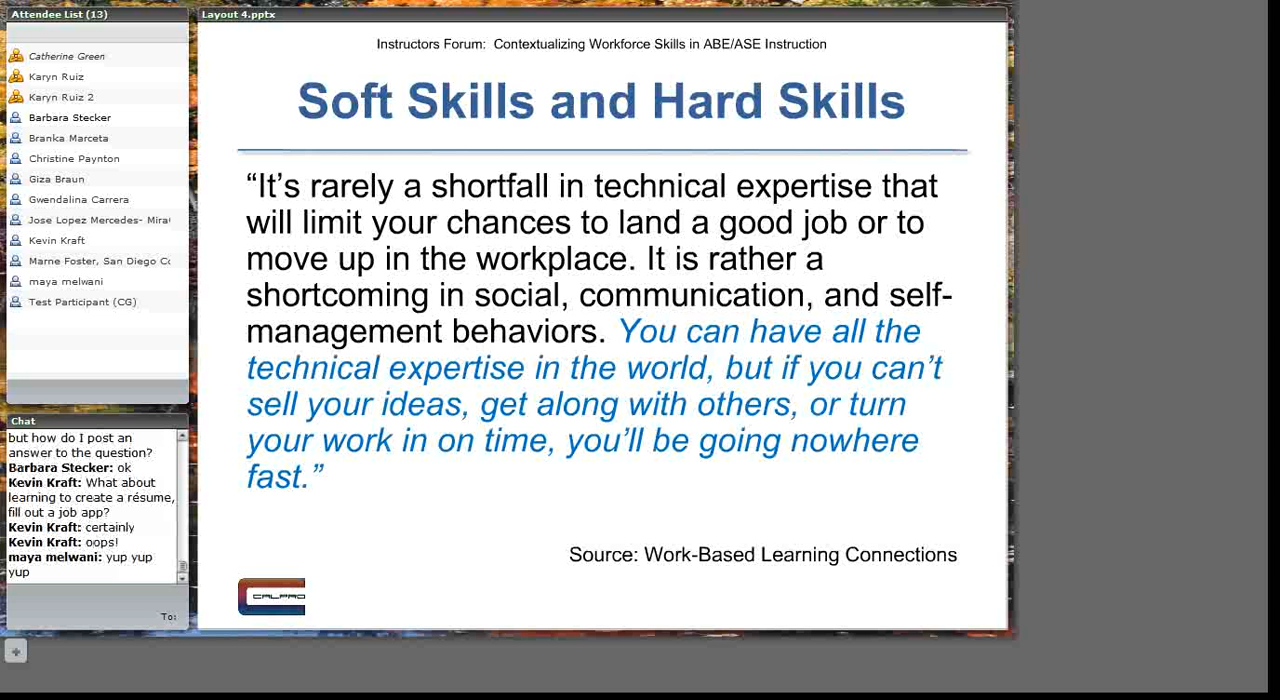 Attendee List (13)
Catherine Green
Karyn Ruiz
Karyn Ruiz 2
Barbara Stecker
Branka Marceta
Christine Paynton
Giza Braun
Gwendalina Carrera
Jose Lopez Mercedes- Mira
Kevin Kraft
Marne Foster, San Diego Co
maya melwani
Test Participant (CG)
Chat
but how do I post an
answer to the question?
Barbara Stecker: ok
Kevin Kraft: What about
learning to create a résume,
fill out a job app?
Kevin Kraft: certainly
Kevin Kraft: oops!
maya melwani: yup yup
yup
To:
Layout 4.pptx
Instructors Forum: Contextualizing Workforce Skills in ABE/ASE Instruction
Soft Skills and Hard Skills
“It’s rarely a shortfall in technical expertise that
will limit your chances to land a good job or to
move up in the workplace. It is rather a
shortcoming in social, communication, and self-
management behaviors. You can have all the
technical expertise in the world, but if you can’t
sell your ideas, get along with others, or turn
your work in on time, you’ll be going nowhere
fast.”
Source: Work-Based Learning Connections
CALPRO